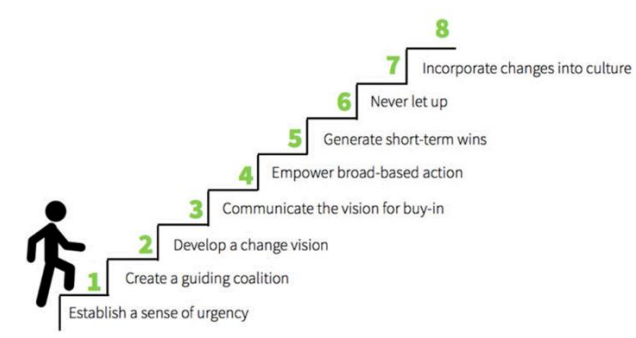 8
7
Incorporate changes into culture
6
Never let up
5
Generate short-term wins
4
Empower broad-based action
3
Communicate the vision for buy-in
2
Develop a change vision
1
Create a guiding coalition
Establish a sense of urgency